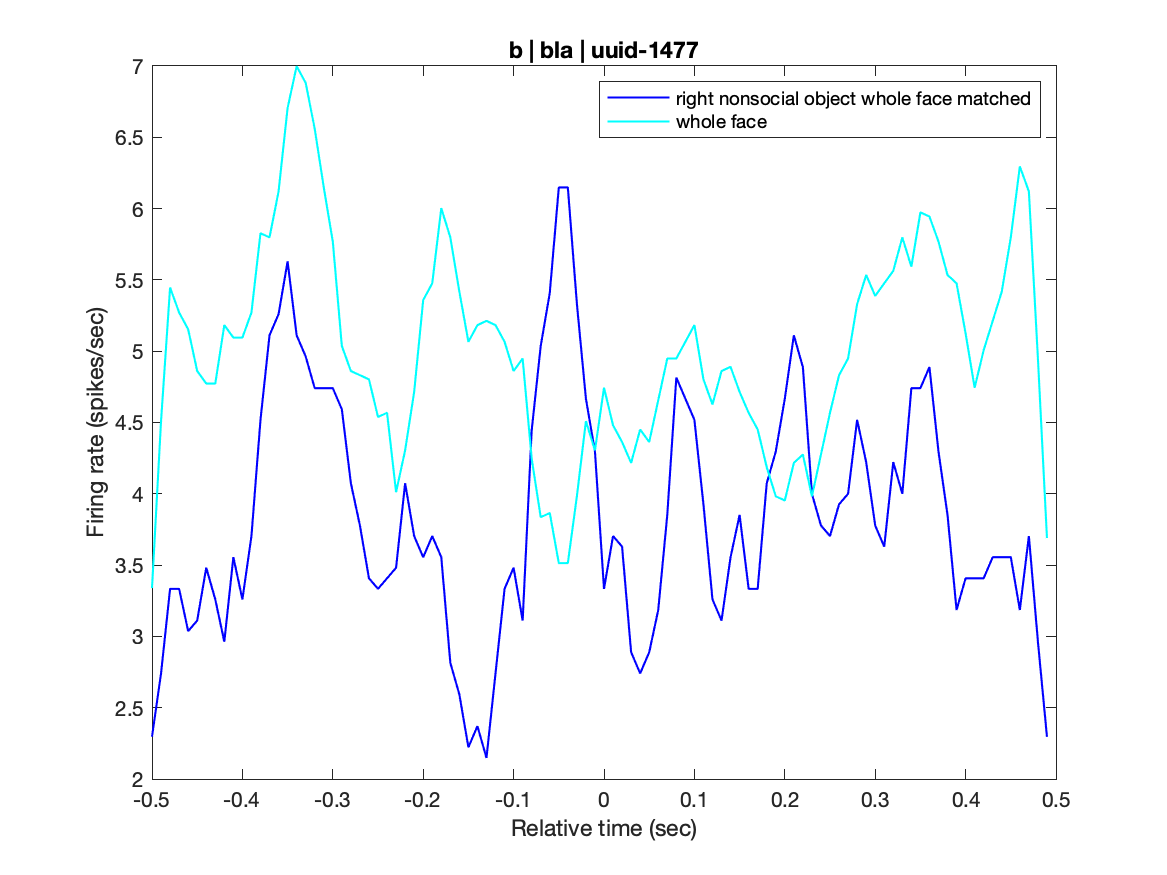 b | bla | uuid-1477
right nonsocial object whole face matched
whole face
7
6.5
6
5.5
5
4.5
4
3.5
3
2.5
2
Firing rate (spikes/sec)
-0.5 -0.4 -0.3 -0.2 -0.1 0 0.1 0.2 0.3 0.4 0.5
Relative time (sec)